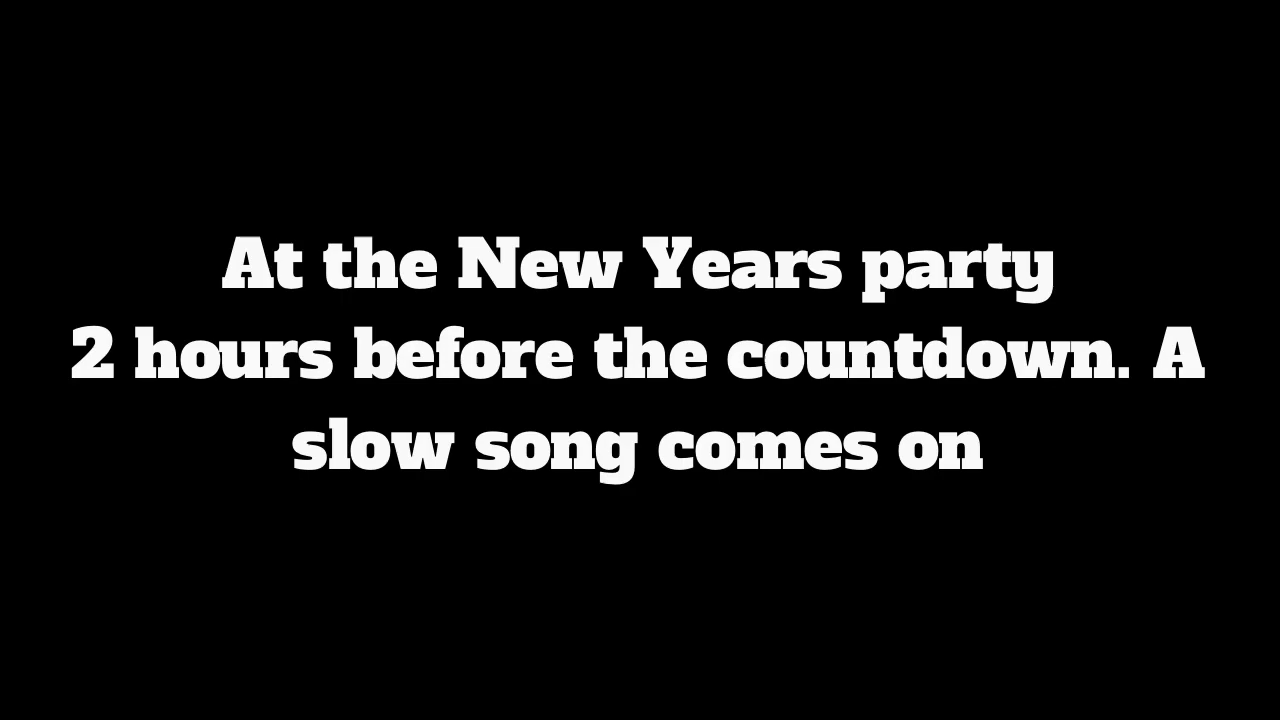 At the New Years party
2 hours before the countdown. A
slow song comes on